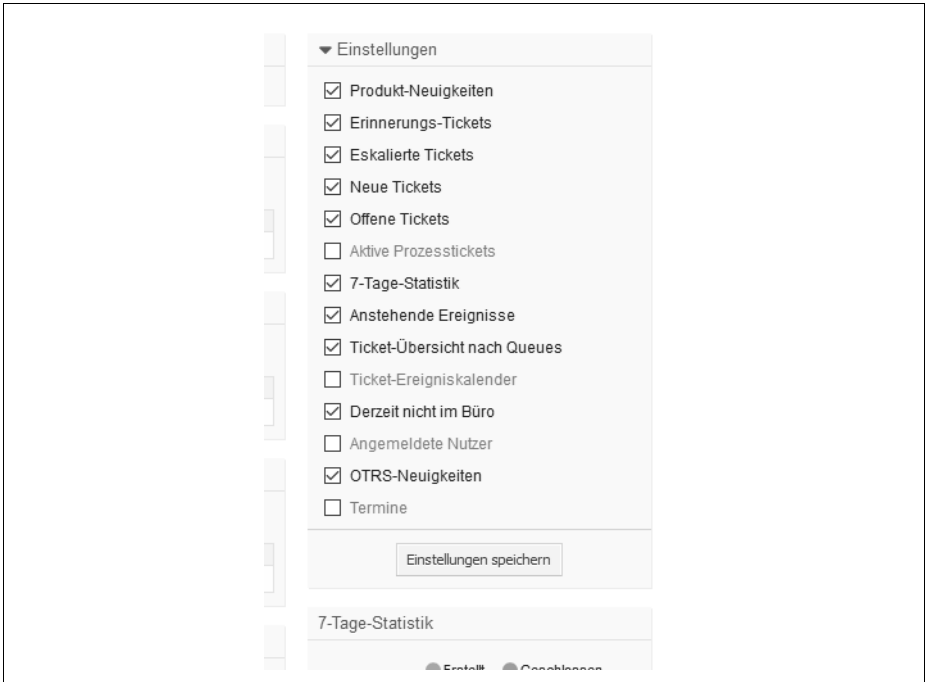 Einstellungen
Produkt-Neuigkeiten
Erinnerungs-Tickets
Eskalierte Tickets
Neue Tickets
Offene Tickets
Aktive Prozesstickets
7-Tage-Statistik
Anstehende Ereignisse
Ticket-Übersicht nach Queues
Ticket-Ereigniskalender
Derzeit nicht im Büro
Angemeldete Nutzer
OTRS-Neuigkeiten
Termine
Einstellungen speichern
7-Tage-Statistik
Erstellt Geschlossen